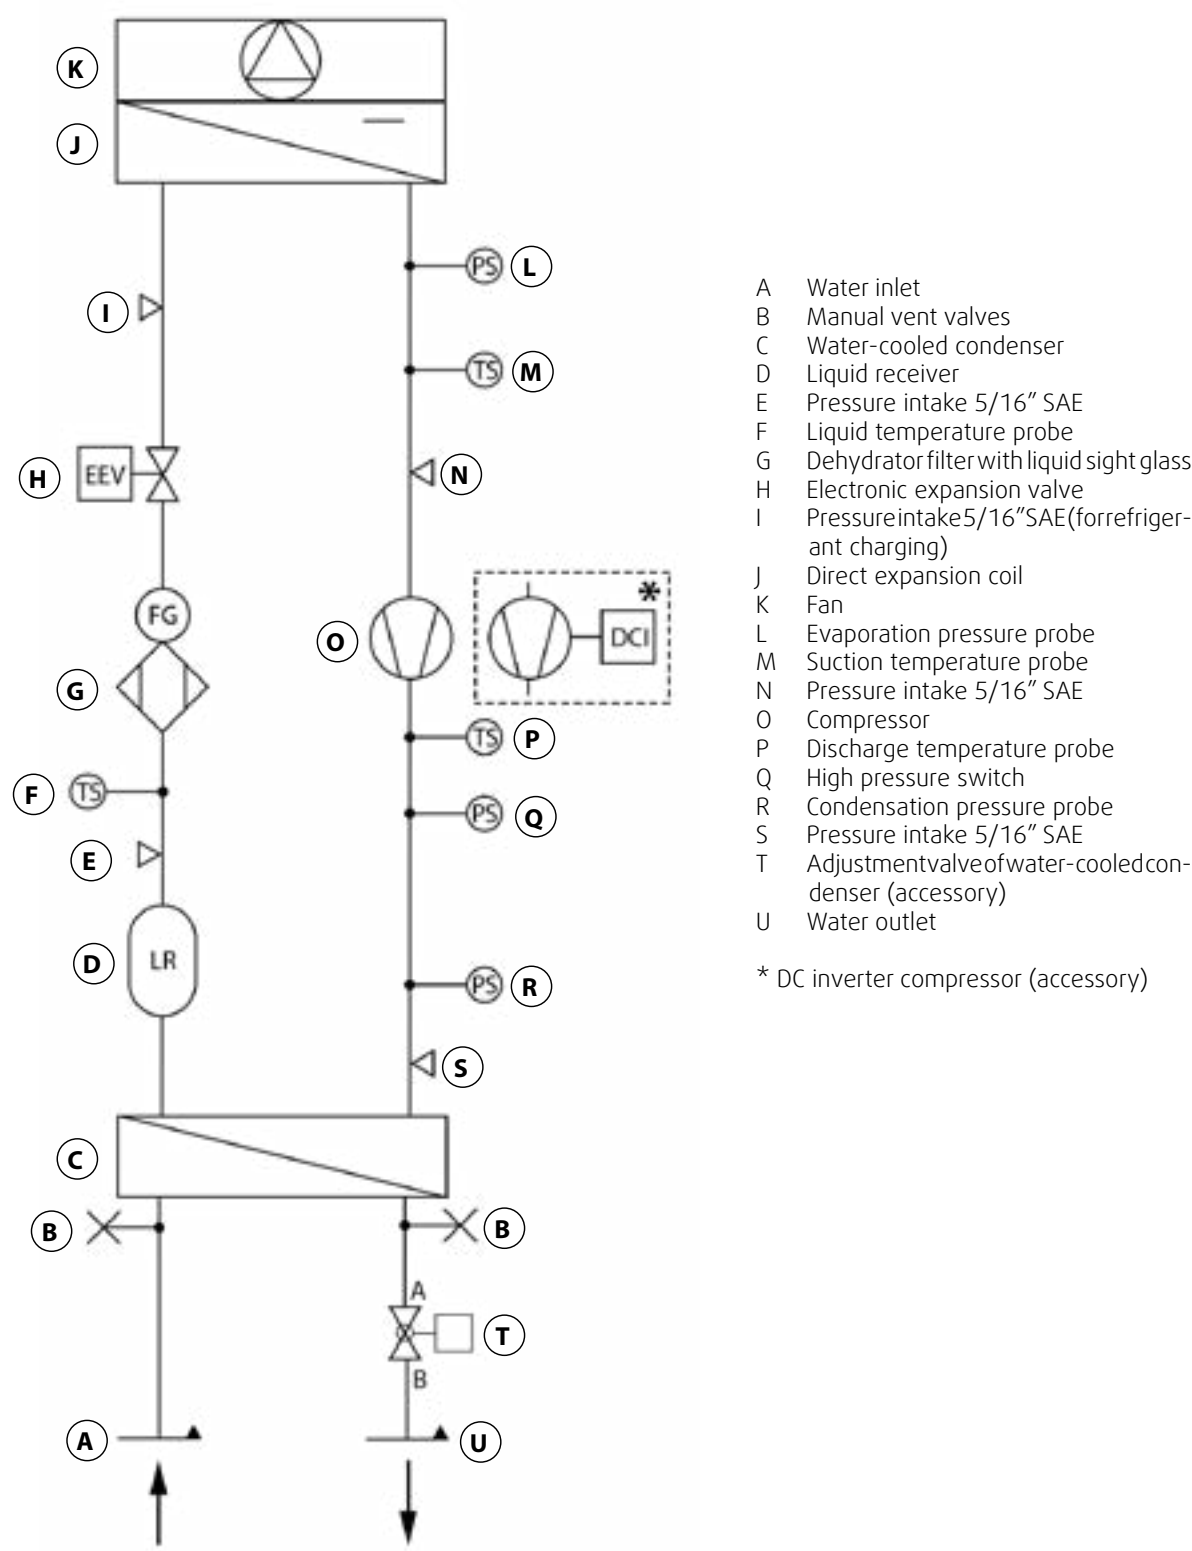 K
J
PS L
I
TS M
H EEV
N
*
FG
O
DCI
G
TS P
F TS
PS Q
E
D LR
PS R
S
C
B
B
A
T
B
A
U
A Water inlet
B Manual vent valves
C Water-cooled condenser
D Liquid receiver
E Pressure intake 5/16” SAE
F Liquid temperature probe
G Dehydrator filter with liquid sight glass
H Electronic expansion valve
I Pressure intake 5/16” SAE (for refriger-
ant charging)
J Direct expansion coil
K Fan
L Evaporation pressure probe
M Suction temperature probe
N Pressure intake 5/16” SAE
O Compressor
P Discharge temperature probe
Q High pressure switch
R Condensation pressure probe
S Pressure intake 5/16” SAE
T Adjustment valve of water-cooled con-
denser (accessory)
U Water outlet
* DC inverter compressor (accessory)